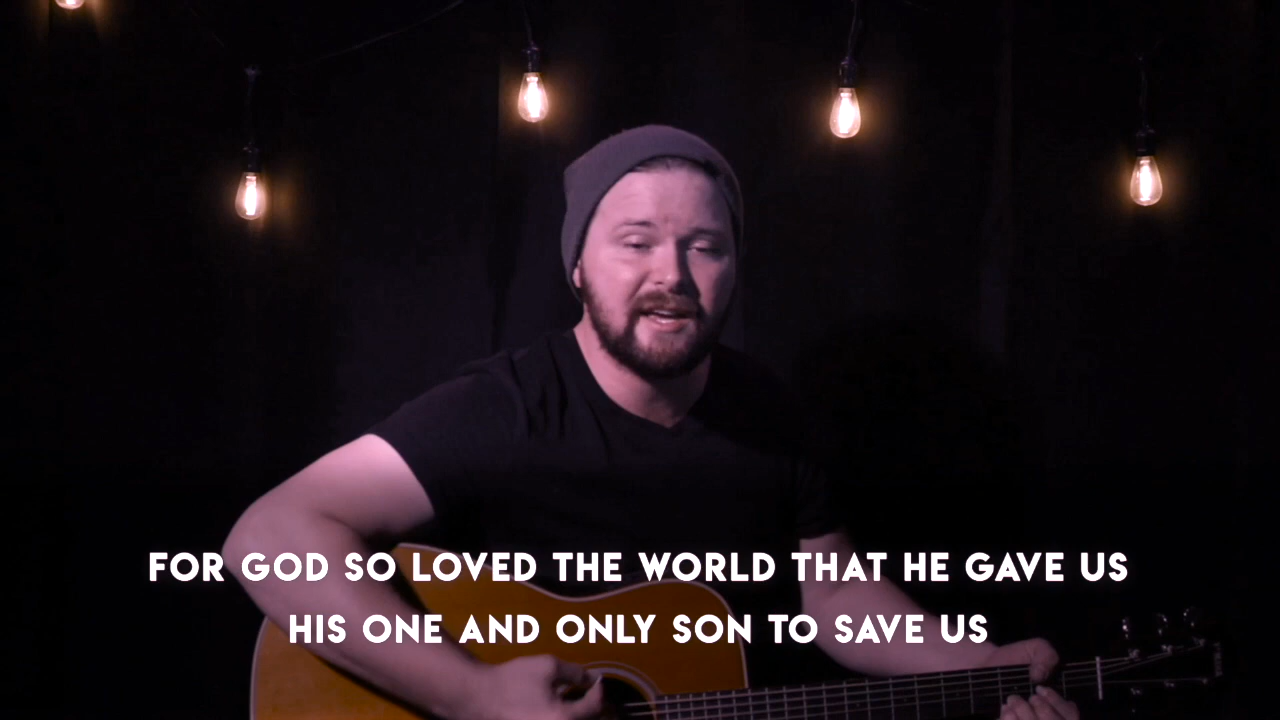 FOR GOD SO LOVED THE WORLD THAT HE GAVE US
HIS ONE AND ONLY SON TO SAVE US